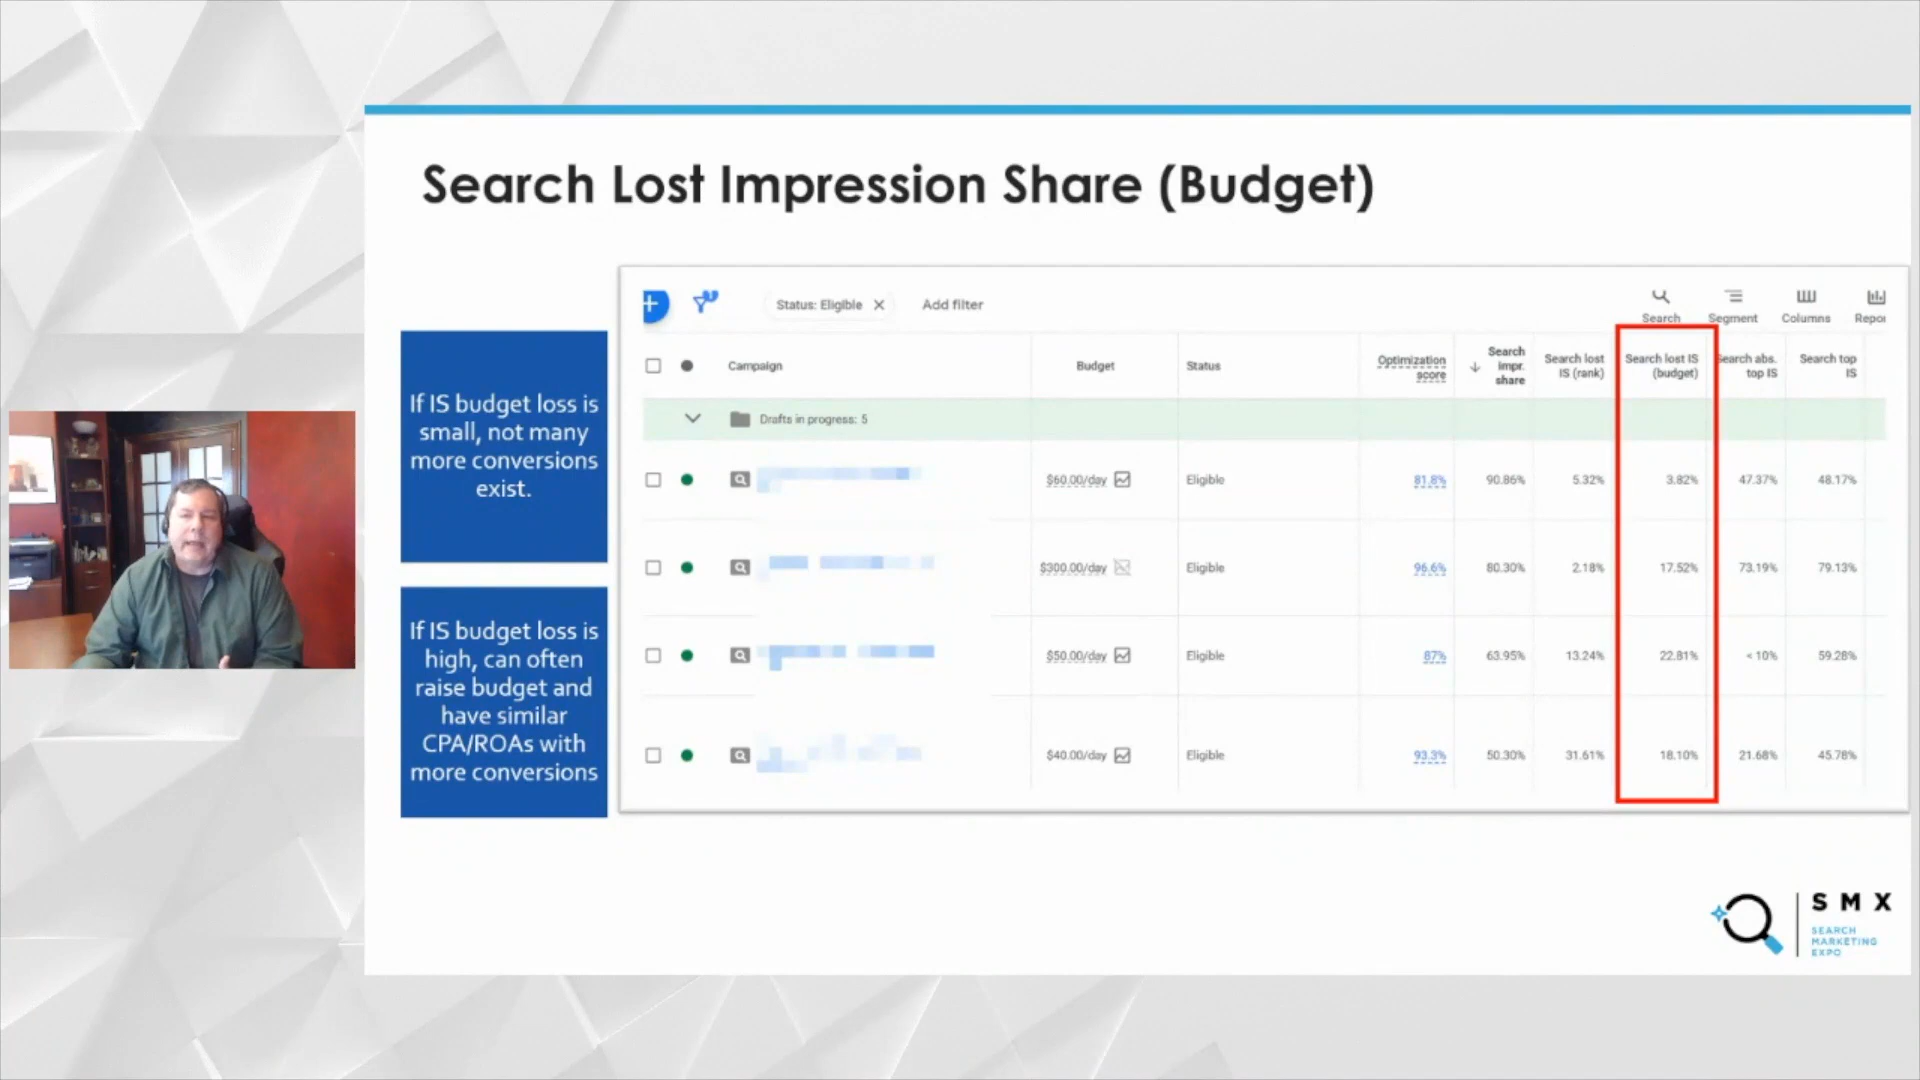 Search Lost Impression Share (Budget)
If IS budget loss is
small, not many
more conversions
exist.
If IS budget loss is
high, can often
raise budget and
have similar
CPA/ROAs with
more conversions
Status: Eligible
Add filter
Search
Segment
Columns
Repor
Campaign
Budget
Status
Optimization
score
Search
impr.
share
Search lost
IS (rank)
Search lost IS
(budget)
Search abs.
top IS
Search top
IS
Drafts in progress: 5
$60.00/day Eligible 81.8% 90.86% 5.32% 3.82% 47.37% 48.17%
$300.00/day Eligible 96.6% 80.30% 2.18% 17.52% 73.19% 79.13%
$50.00/day Eligible 87% 63.95% 13.24% 22.81% < 10% 59.28%
$40.00/day Eligible 93.3% 50.30% 31.61% 18.10% 21.68% 45.78%
SMX
SEARCH
MARKETING
EXPO